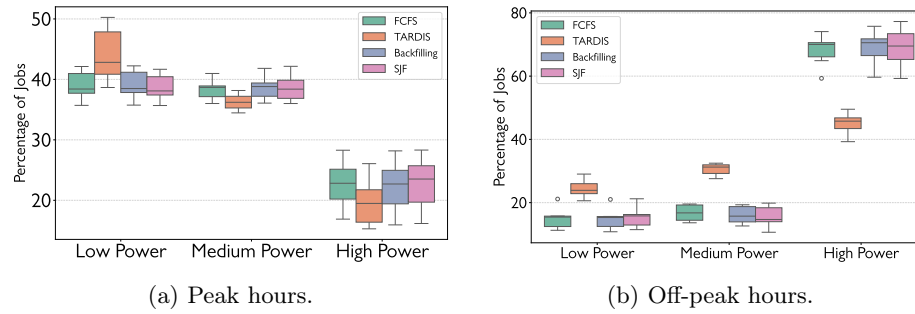 50
40
30
20
Percentage of Jobs
FCFS
TARDIS
Backfilling
SJF
Low Power Medium Power High Power
(a) Peak hours.
80
60
40
20
Percentage of Jobs
FCFS
TARDIS
Backfilling
SJF
Low Power Medium Power High Power
(b) Off-peak hours.